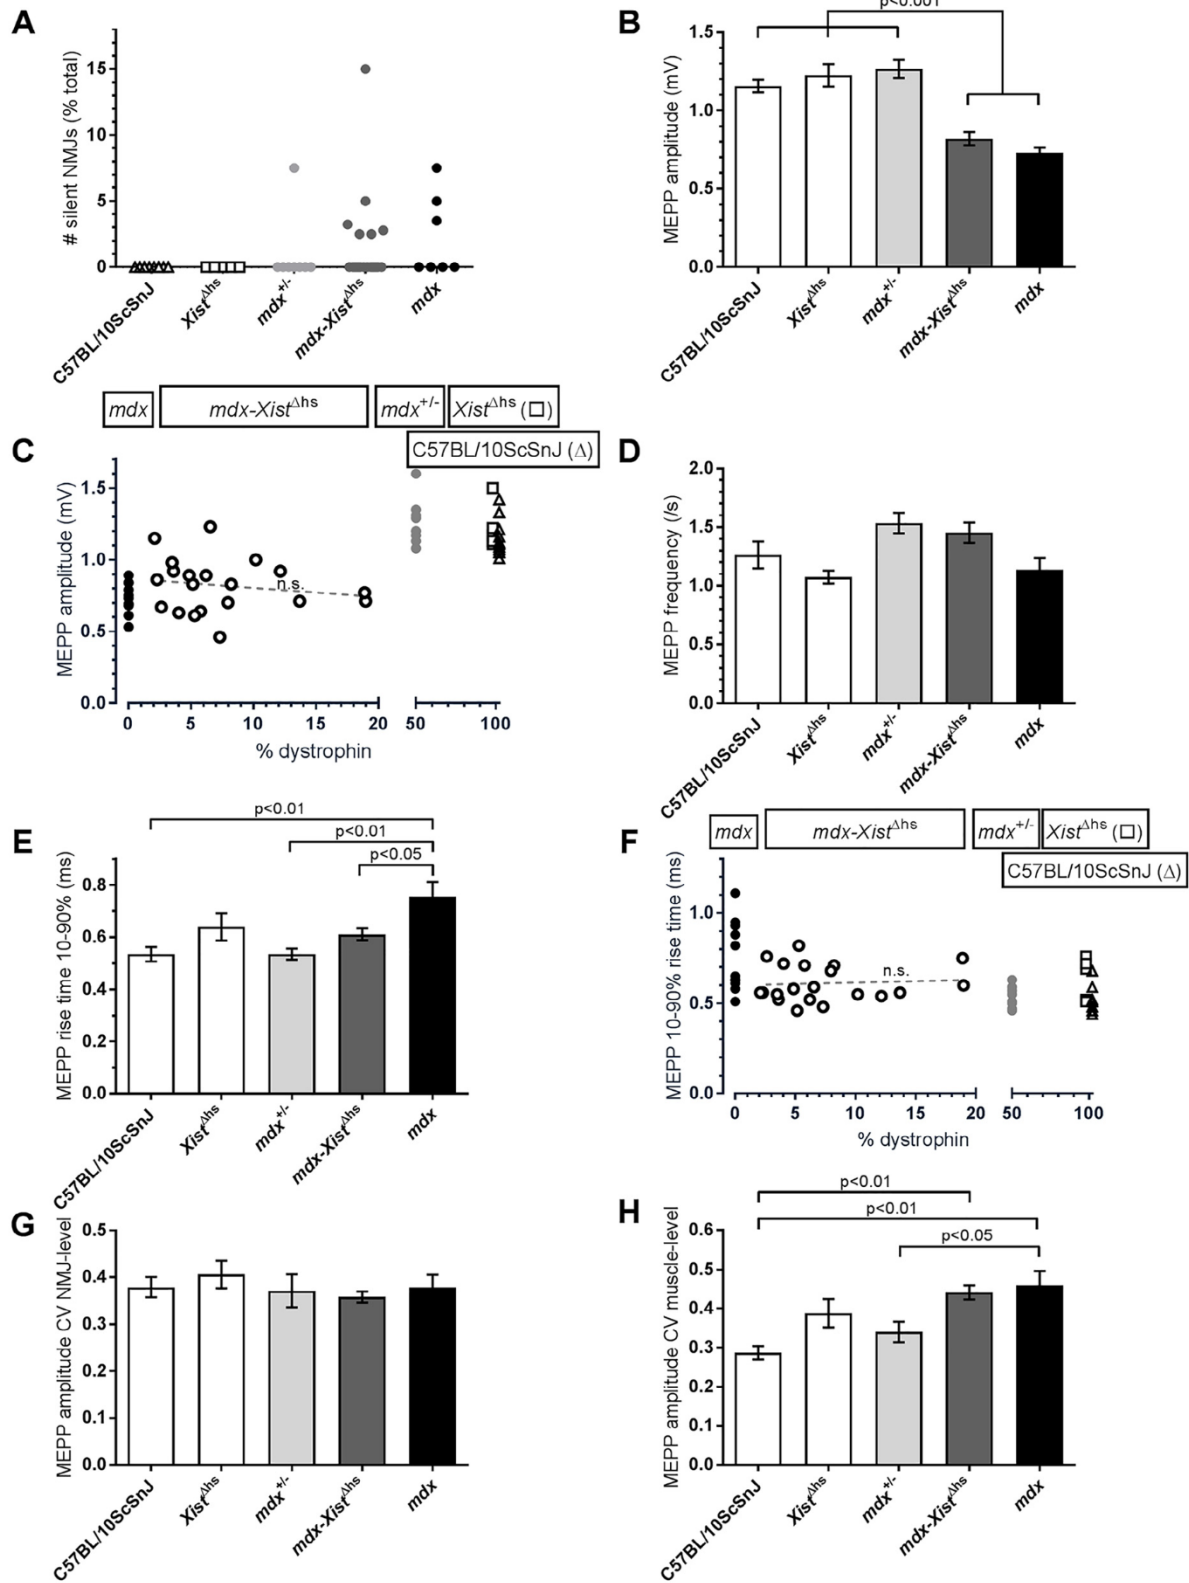 A
# silent NMJs (% total)
15
10
5
0
C57BL/10ScSnJ
Xist^Δhs
mdx^+/-
mdx-Xist^Δhs
mdx
B
p<0.001
MEPP amplitude (mV)
1.5
1.0
0.5
0.0
C57BL/10ScSnJ
Xist^Δhs
mdx^+/-
mdx-Xist^Δhs
mdx
mdx
mdx-Xist^Δhs
mdx^+/-
Xist^Δhs (□)
C57BL/10ScSnJ (Δ)
C
MEPP amplitude (mV)
1.5
1.0
0.5
0.0
n.s.
0 5 10 15 20 50 100
% dystrophin
D
MEPP frequency (/s)
2.0
1.5
1.0
0.5
0.0
C57BL/10ScSnJ
Xist^Δhs
mdx^+/-
mdx-Xist^Δhs
mdx
E
p<0.01
p<0.01
p<0.05
MEPP rise time 10-90% (ms)
0.8
0.6
0.4
0.2
0.0
C57BL/10ScSnJ
Xist^Δhs
mdx^+/-
mdx-Xist^Δhs
mdx
mdx
mdx-Xist^Δhs
mdx^+/-
Xist^Δhs (□)
C57BL/10ScSnJ (Δ)
F
MEPP 10-90% rise time (ms)
1.0
0.5
0.0
n.s.
0 5 10 15 20 50 100
% dystrophin
G
MEPP amplitude CV NMJ-level
0.5
0.4
0.3
0.2
0.1
0.0
C57BL/10ScSnJ
Xist^Δhs
mdx^+/-
mdx-Xist^Δhs
mdx
H
p<0.01
p<0.01
p<0.05
MEPP amplitude CV muscle-level
0.6
0.5
0.4
0.3
0.2
0.1
0.0
C57BL/10ScSnJ
Xist^Δhs
mdx^+/-
mdx-Xist^Δhs
mdx